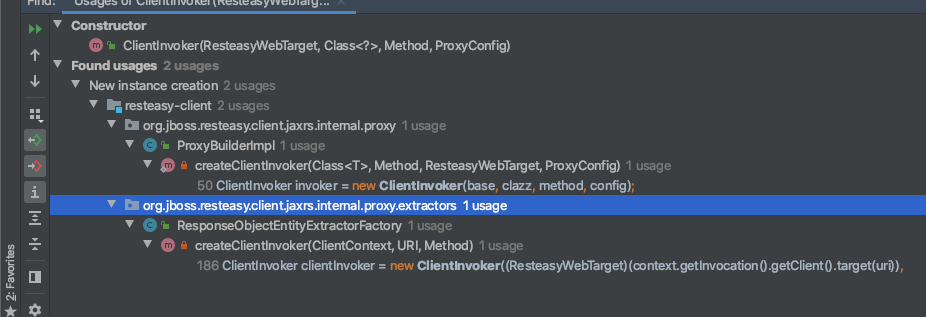 Find: Usages of ClientInvoker(ResteasyWebTarg... ×
Constructor
ClientInvoker(ResteasyWebTarget, Class<?>, Method, ProxyConfig)
Found usages 2 usages
New instance creation 2 usages
resteasy-client 2 usages
org.jboss.resteasy.client.jaxrs.internal.proxy 1 usage
ProxyBuilderImpl 1 usage
createClientInvoker(Class<T>, Method, ResteasyWebTarget, ProxyConfig) 1 usage
50 ClientInvoker invoker = new ClientInvoker(base, clazz, method, config);
org.jboss.resteasy.client.jaxrs.internal.proxy.extractors 1 usage
ResponseObjectEntityExtractorFactory 1 usage
createClientInvoker(ClientContext, URI, Method) 1 usage
186 ClientInvoker clientInvoker = new ClientInvoker((ResteasyWebTarget)(context.getInvocation().getClient().target(uri)),
2: Favorites